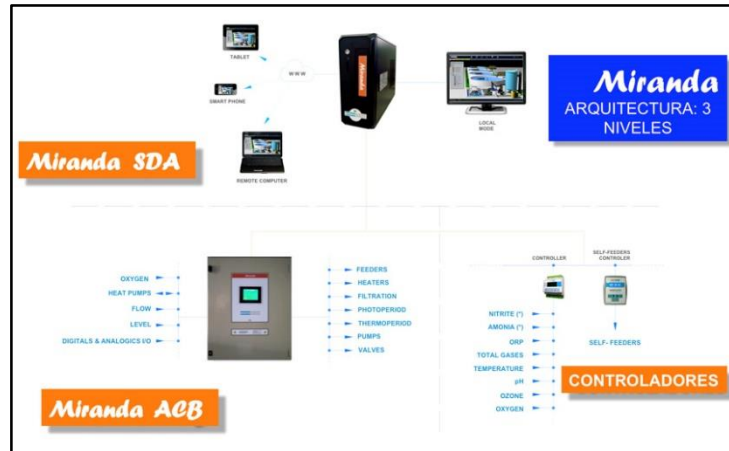 TABLET
WWW
SMART PHONE
REMOTE COMPUTER
Miranda
LOCAL
MODE
Miranda
ARQUITECTURA: 3
NIVELES
Miranda SDA
OXYGEN
HEAT PUMPS
FLOW
LEVEL
DIGITALS & ANALOGICS I/O
FEEDERS
HEATERS
FILTRATION
PHOTOPERIOD
THERMOPERIOD
PUMPS
VALVES
CONTROLLER
SELF-FEEDERS
CONTROLER
NITRITE (*)
AMONIA (*)
ORP
TOTAL GASES
TEMPERATURE
pH
OZONE
OXYGEN
SELF- FEEDERS
Miranda ACB
CONTROLADORES